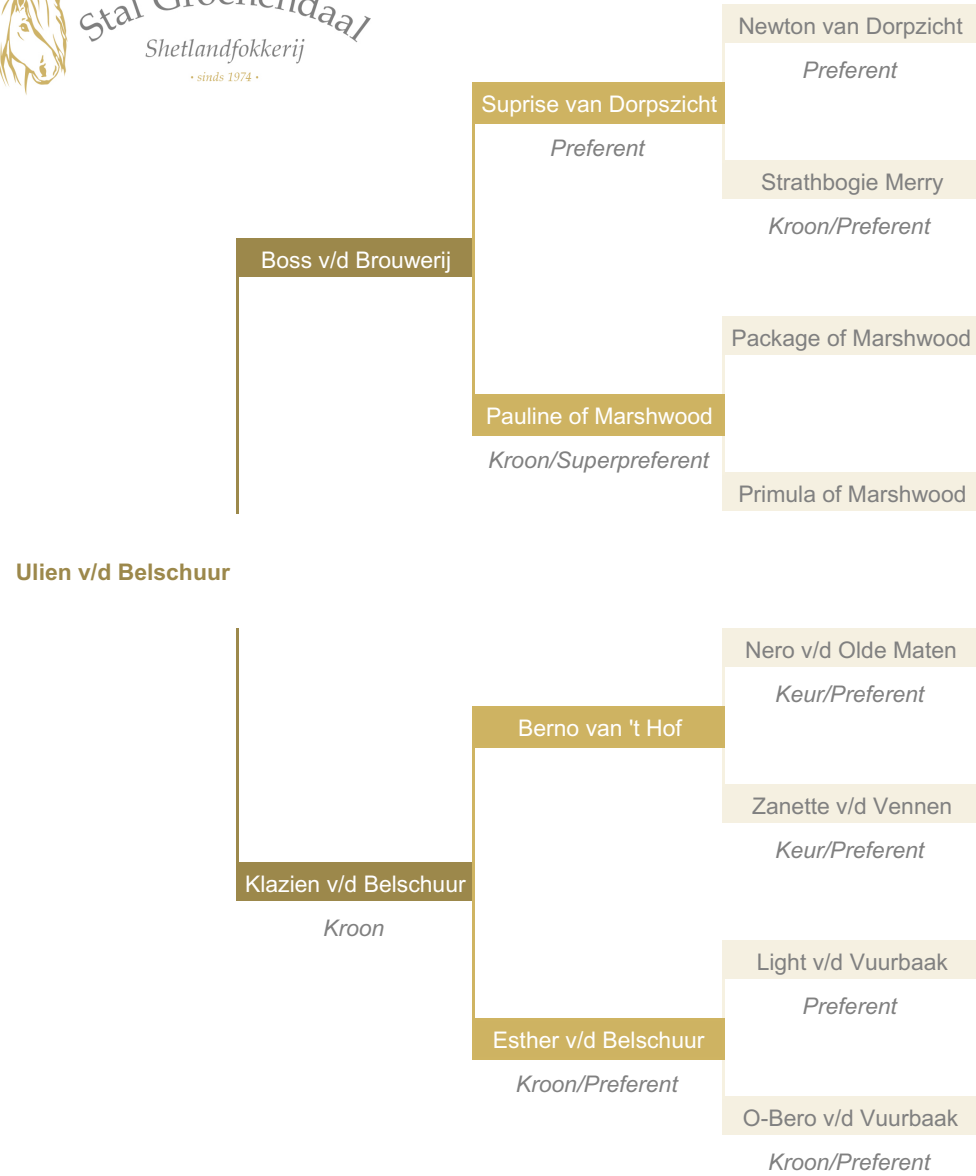 Stal Groenendaal
Shetlandfokkerij
· sinds 1974 ·
Newton van Dorpzicht
Preferent
Suprise van Dorpszicht
Preferent
Strathbogie Merry
Kroon/Preferent
Boss v/d Brouwerij
Package of Marshwood
Pauline of Marshwood
Kroon/Superpreferent
Primula of Marshwood
Ulien v/d Belschuur
Nero v/d Olde Maten
Keur/Preferent
Berno van 't Hof
Zanette v/d Vennen
Keur/Preferent
Klazien v/d Belschuur
Kroon
Light v/d Vuurbaak
Preferent
Esther v/d Belschuur
Kroon/Preferent
O-Bero v/d Vuurbaak
Kroon/Preferent